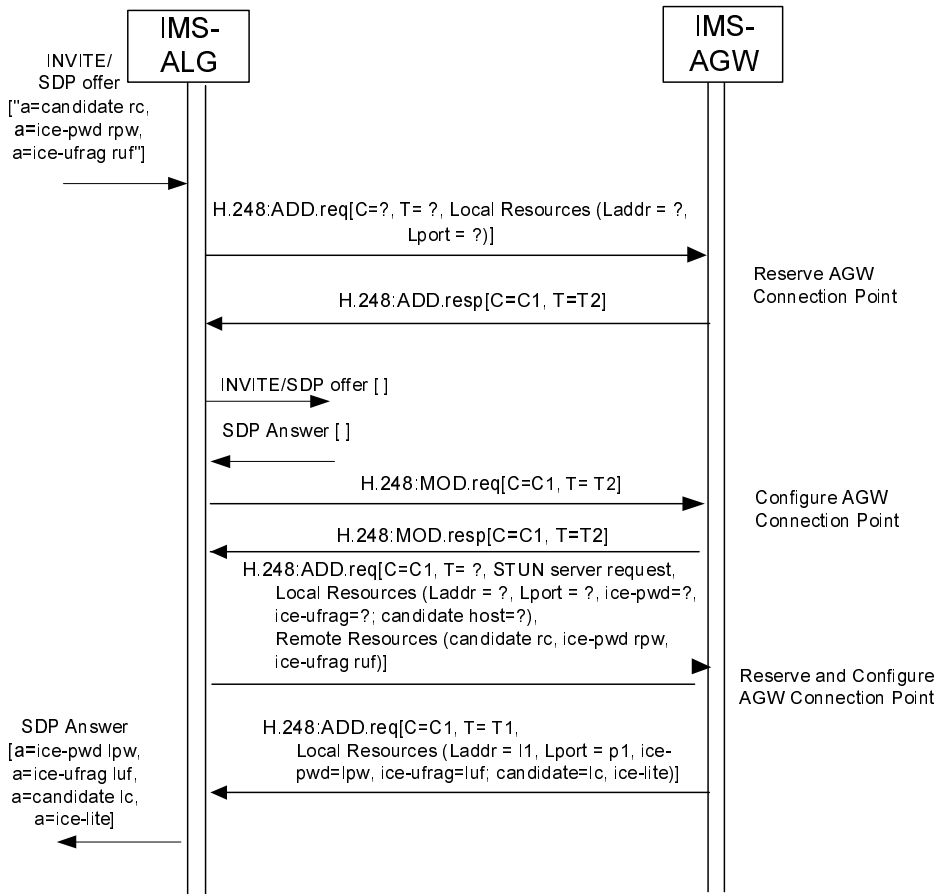 IMS-
ALG
IMS-
AGW
INVITE/
SDP offer
["a=candidate rc,
a=ice-pwd rpw,
a=ice-ufrag ruf"]
H.248:ADD.req[C=?, T= ?, Local Resources (Laddr = ?,
Lport = ?)]
Reserve AGW
Connection Point
H.248:ADD.resp[C=C1, T=T2]
INVITE/SDP offer [ ]
SDP Answer [ ]
H.248:MOD.req[C=C1, T= T2]
Configure AGW
Connection Point
H.248:MOD.resp[C=C1, T=T2]
H.248:ADD.req[C=C1, T= ?, STUN server request,
Local Resources (Laddr = ?, Lport = ?, ice-pwd=?,
ice-ufrag=?; candidate host=?),
Remote Resources (candidate rc, ice-pwd rpw,
ice-ufrag ruf)]
Reserve and Configure
AGW Connection Point
H.248:ADD.req[C=C1, T= T1,
Local Resources (Laddr = l1, Lport = p1, ice-
pwd=lpw, ice-ufrag=luf; candidate=lc, ice-lite)]
SDP Answer
[a=ice-pwd lpw,
a=ice-ufrag luf,
a=candidate lc,
a=ice-lite]